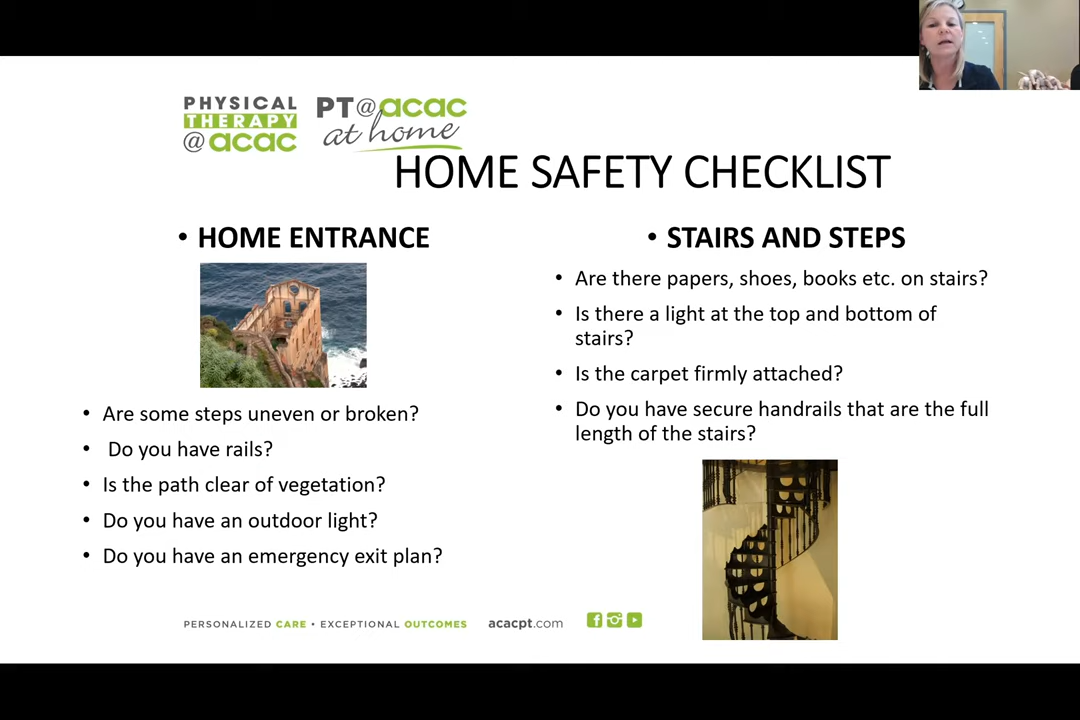 PHYSICAL
THERAPY
@acac
PT@acac
at home
HOME SAFETY CHECKLIST
• HOME ENTRANCE
• Are some steps uneven or broken?
• Do you have rails?
• Is the path clear of vegetation?
• Do you have an outdoor light?
• Do you have an emergency exit plan?
• STAIRS AND STEPS
• Are there papers, shoes, books etc. on stairs?
• Is there a light at the top and bottom of
stairs?
• Is the carpet firmly attached?
• Do you have secure handrails that are the full
length of the stairs?
PERSONALIZED CARE • EXCEPTIONAL OUTCOMES acacpt.com